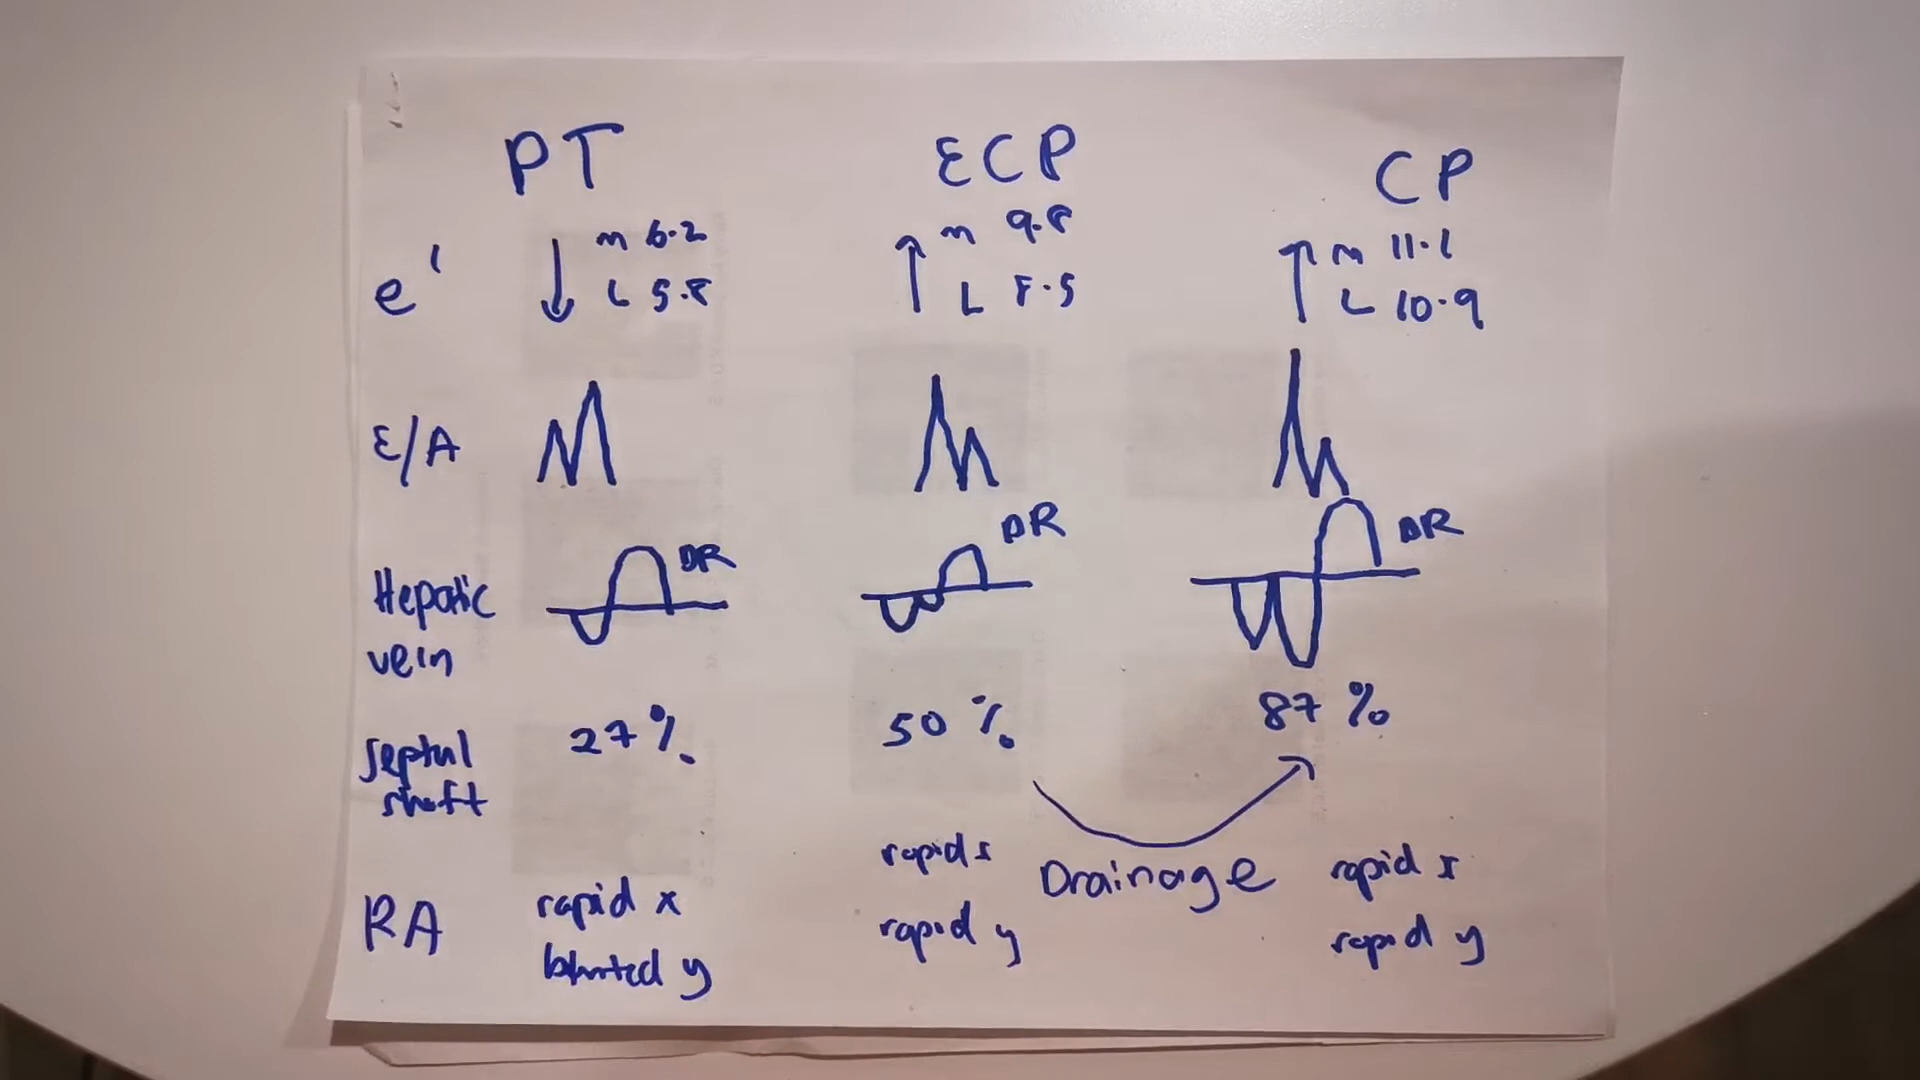 PT ECP CP
e' ↓ m 6.2 ↑ m 9.8 ↑ m 11.1
L 5.8 L 8.5 L 10.9
E/A
Hepatic DR DR DR
vein
septal 27% 50% 87%
shift
RA rapid x rapid x Drainage rapid x
blunted y rapid y rapid y